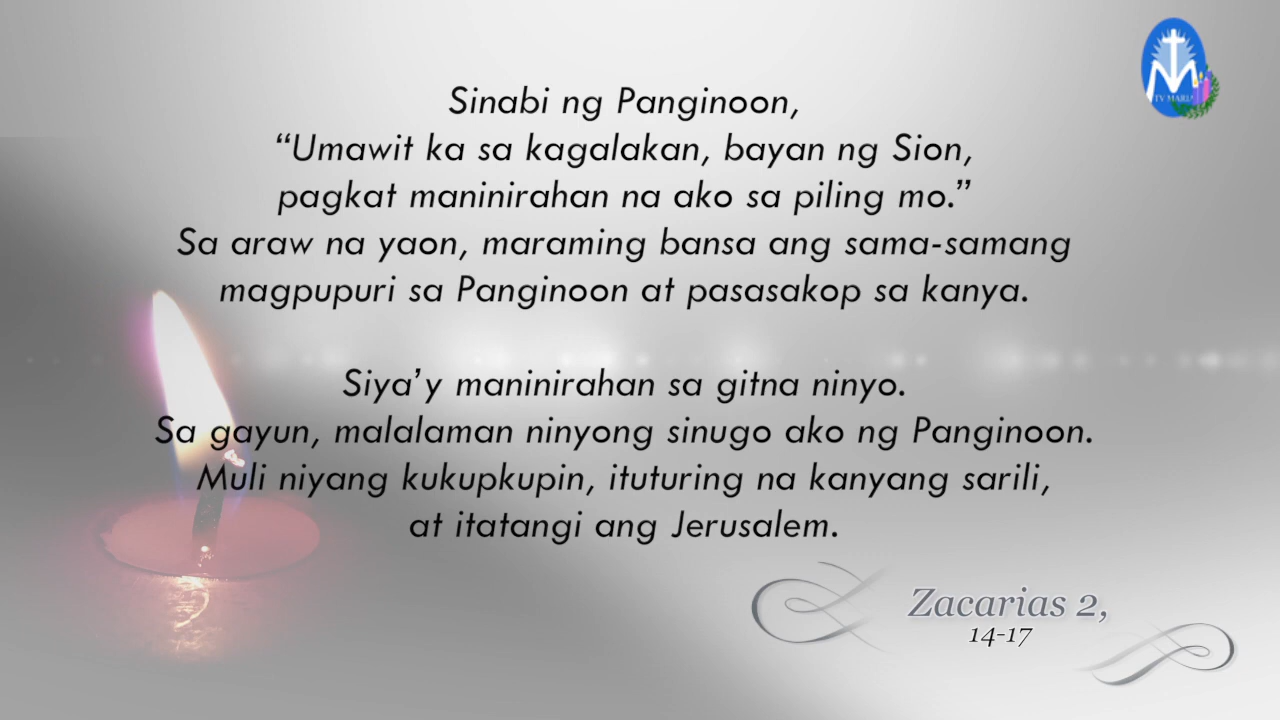 TV MARIA
Sinabi ng Panginoon,
“Umawit ka sa kagalakan, bayan ng Sion,
pagkat maninirahan na ako sa piling mo.”
Sa araw na yaon, maraming bansa ang sama-samang
magpupuri sa Panginoon at pasasakop sa kanya.
Siya’y maninirahan sa gitna ninyo.
Sa gayun, malalaman ninyong sinugo ako ng Panginoon.
Muli niyang kukupkupin, ituturing na kanyang sarili,
at itatangi ang Jerusalem.
Zacarias 2,
14-17